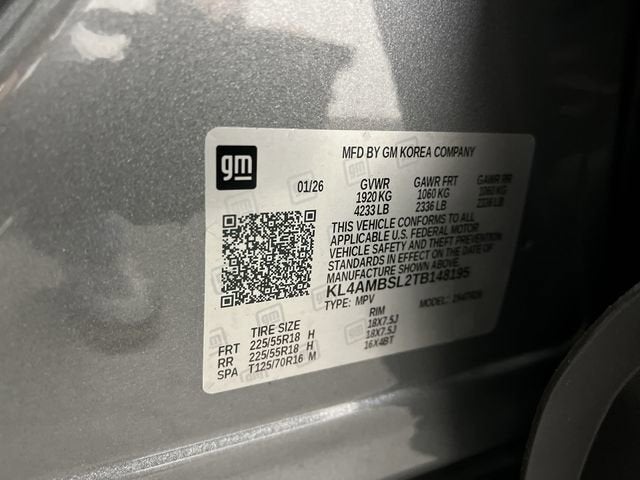 gm
MFD BY GM KOREA COMPANY
01/26 GVWR GAWR FRT GAWR RR
1920 KG 1060 KG 1060 KG
4233 LB 2336 LB 2336 LB
THIS VEHICLE CONFORMS TO ALL
APPLICABLE U.S. FEDERAL MOTOR
VEHICLE SAFETY AND THEFT PREVENTION
STANDARDS IN EFFECT ON THE DATE OF
MANUFACTURE SHOWN ABOVE.
KL4AMBSL2TB148195
TYPE: MPV MODEL:
TIRE SIZE RIM
FRT 225/55R18 H 18X7.5J
RR 225/55R18 H 18X7.5J
SPA T125/70R16 M 16X4BT